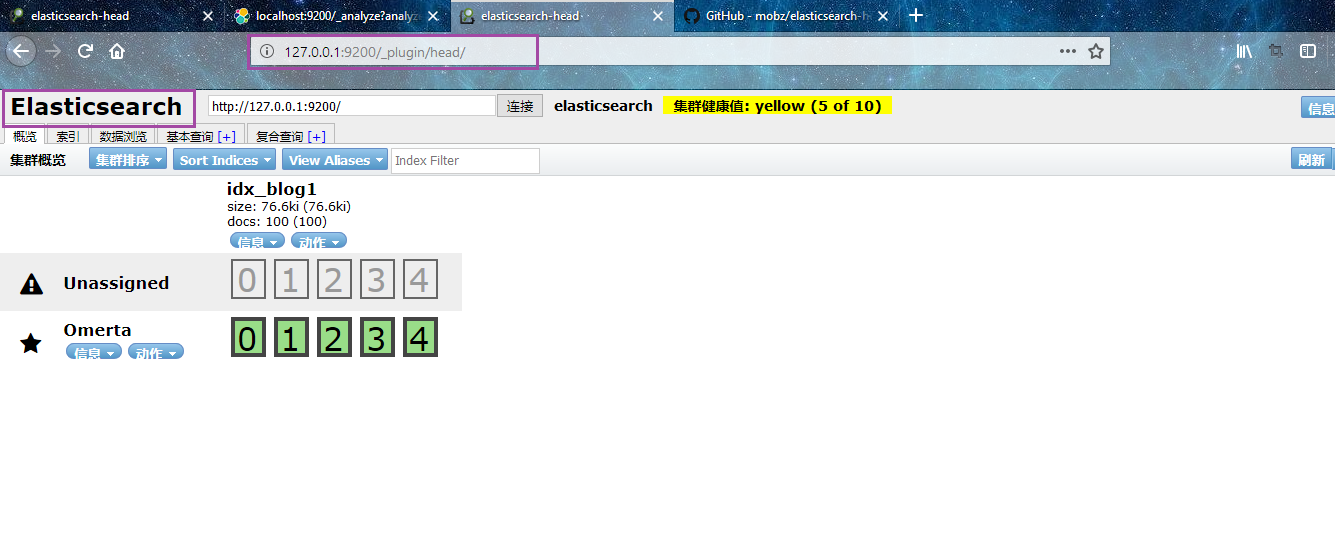 elasticsearch-head
localhost:9200/_analyze?analyz
elasticsearch-head
GitHub - mobz/elasticsearch-h
127.0.0.1:9200/_plugin/head/
Elasticsearch
http://127.0.0.1:9200/
连接
elasticsearch
集群健康值: yellow (5 of 10)
信息
概览
索引
数据浏览
基本查询 [+]
复合查询 [+]
集群概览
集群排序
Sort Indices
View Aliases
Index Filter
刷新
idx_blog1
size: 76.6ki (76.6ki)
docs: 100 (100)
信息 动作
Unassigned
0 1 2 3 4
Omerta
信息 动作
0 1 2 3 4